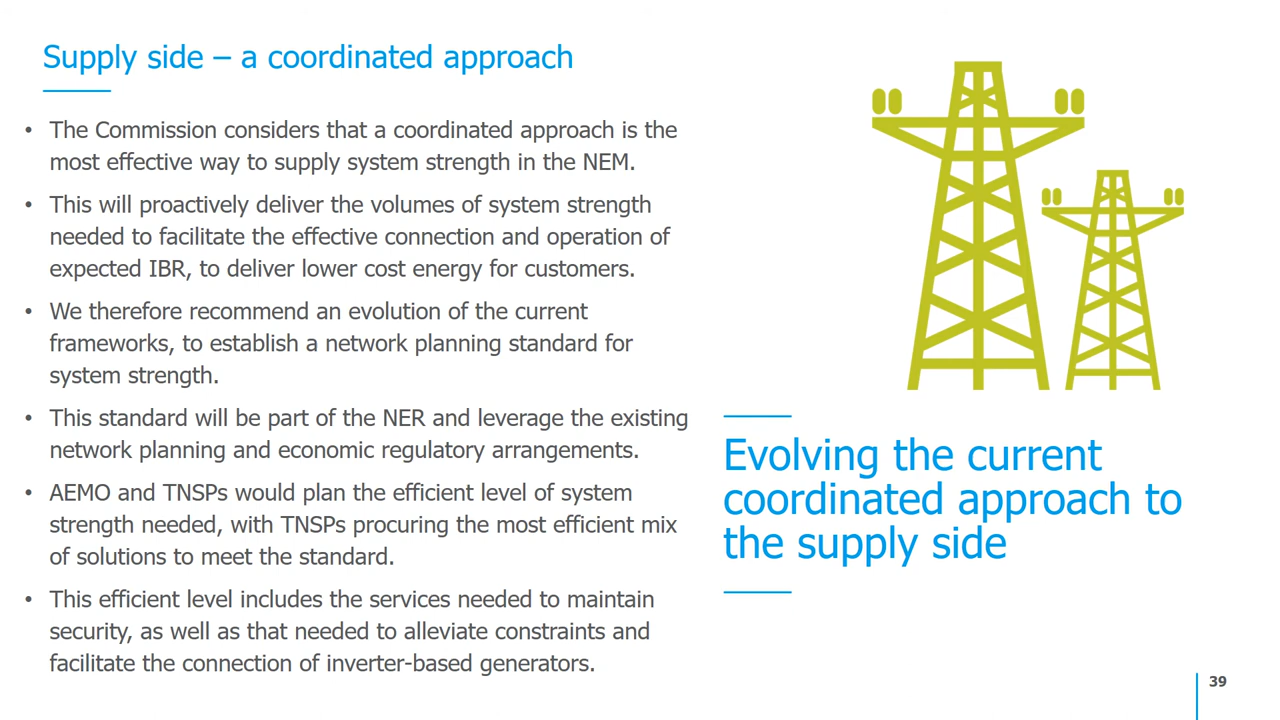 Supply side – a coordinated approach
• The Commission considers that a coordinated approach is the
most effective way to supply system strength in the NEM.
• This will proactively deliver the volumes of system strength
needed to facilitate the effective connection and operation of
expected IBR, to deliver lower cost energy for customers.
• We therefore recommend an evolution of the current
frameworks, to establish a network planning standard for
system strength.
• This standard will be part of the NER and leverage the existing
network planning and economic regulatory arrangements.
• AEMO and TNSPs would plan the efficient level of system
strength needed, with TNSPs procuring the most efficient mix
of solutions to meet the standard.
• This efficient level includes the services needed to maintain
security, as well as that needed to alleviate constraints and
facilitate the connection of inverter-based generators.
Evolving the current
coordinated approach to
the supply side
39